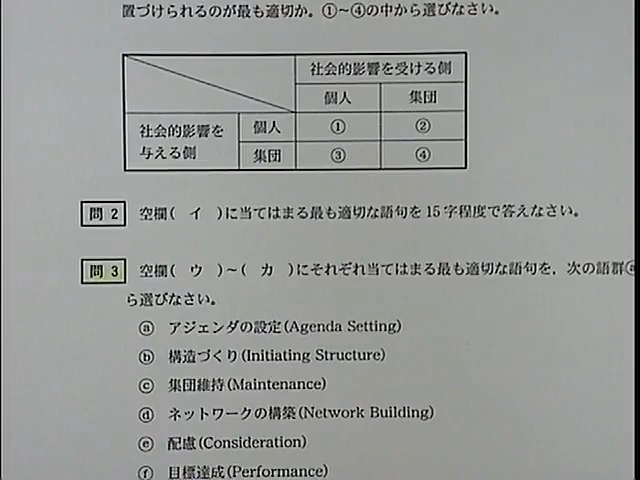 置づけられるのが最も適切か。①～④の中から選びなさい。
社会的影響を受ける側
個人 集団
社会的影響を与える側 個人 ① ②
集団 ③ ④
問 2 空欄( イ )に当てはまる最も適切な語句を 15 字程度で答えなさい。
問 3 空欄( ウ )～( カ )にそれぞれ当てはまる最も適切な語句を，次の語群ⓐ
ら選びなさい。
ⓐ アジェンダの設定(Agenda Setting)
ⓑ 構造づくり(Initiating Structure)
ⓒ 集団維持(Maintenance)
ⓓ ネットワークの構築(Network Building)
ⓔ 配慮(Consideration)
ⓕ 目標達成(Performance)